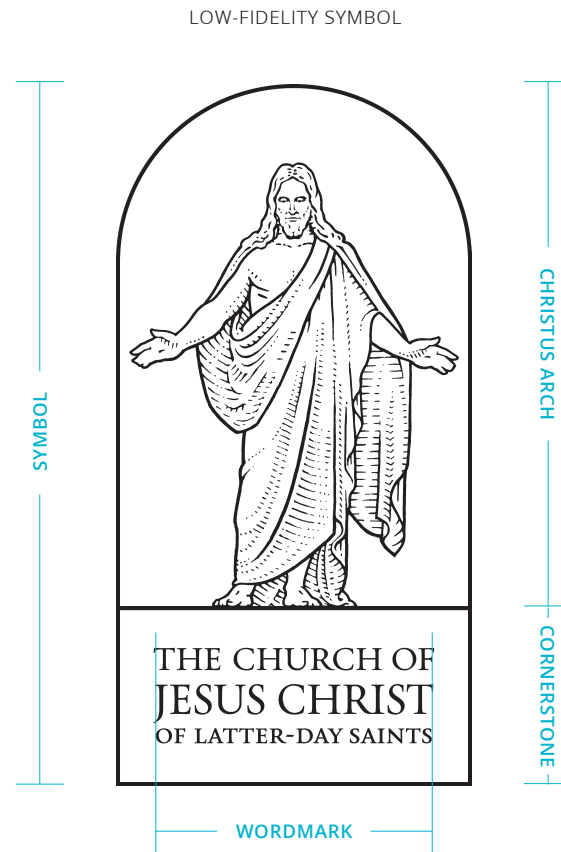 LOW-FIDELITY SYMBOL
SYMBOL
CHRISTUS ARCH
THE CHURCH OF
JESUS CHRIST
OF LATTER-DAY SAINTS
CORNERSTONE
WORDMARK